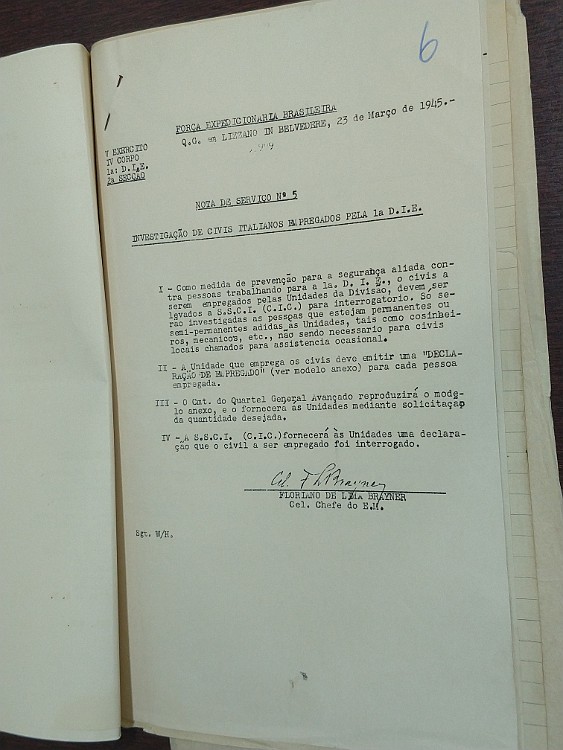 6
FORÇA EXPEDICIONARIA BRASILEIRA
Q.G. em LIZZANO IN BELVEDERE, 23 de Março de 1945.-
V EXERCITO
IV CORPO
1a: D.I.E.
2a SECÇÃO
NOTA DE SERVIÇO Nº 5
INVESTIGAÇÃO DE CIVIS ITALIANOS EMPREGADOS PELA 1a D.I.E.
I - Como medida de prevenção para a segurança aliada con-
tra pessoas trabalhando para a 1a. D. I. E., o civis a
serem empregados pelas Unidades da Divisão, devem ser
levados a S.S.C.I. (C.I.C.) para interrogatorio. Só se-
rão investigadas as pessoas que estejam permanentes ou
semi-permanentes adidas as Unidades, tais como cosinhei-
ros, mecanicos, etc., não sendo necessario para civis
locais chamados para assistencia ocasional.
II - A Unidade que emprega os civis deve emitir uma "DECLA-
RAÇÃO DE EMPREGADO" (ver modelo anexo) para cada pessoa
empregada.
III - O Cmt. do Quartel General Avançado reproduzirá o mode-
lo anexo, e o fornecera às Unidades mediante solicitaçap
da quantidade desejada.
IV - A S.S.C.I. (C.I.C.)fornecerá às Unidades uma declara-
ção que o civil a ser empregado foi interrogado.
Cel. F L Brayner
FLORIANO DE LIMA BRAYNER
Cel. Chefe do E.M.
Sgt. W/H.